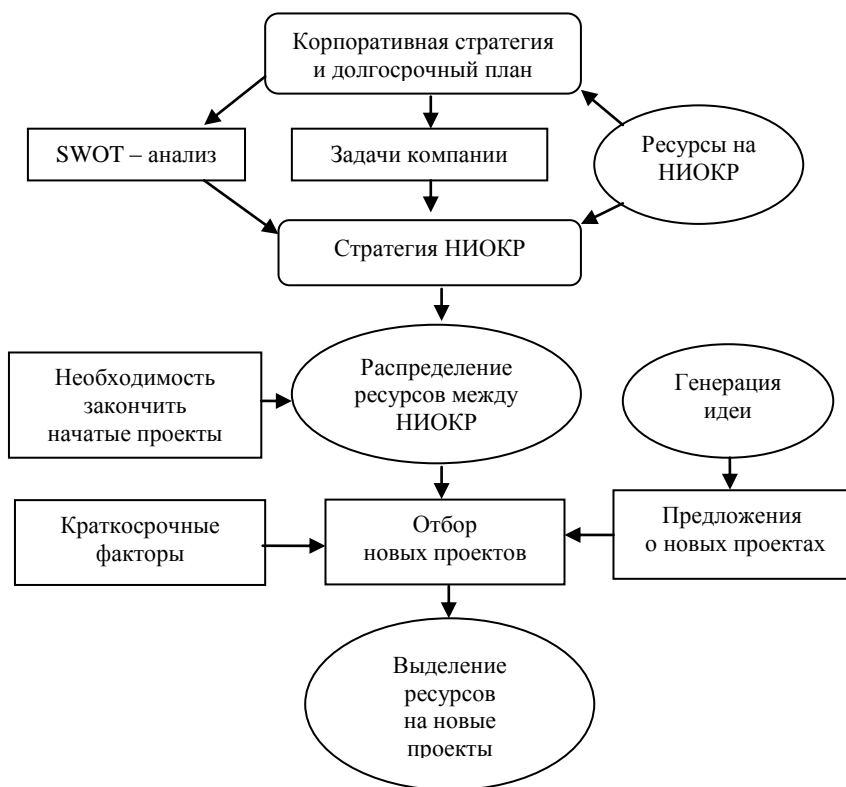 Корпоративная стратегия
и долгосрочный план
SWOT – анализ
Задачи компании
Ресурсы на
НИОКР
Стратегия НИОКР
Необходимость
закончить
начатые проекты
Распределение
ресурсов между
НИОКР
Генерация
идеи
Краткосрочные
факторы
Отбор
новых проектов
Предложения
о новых проектах
Выделение
ресурсов
на новые
проекты